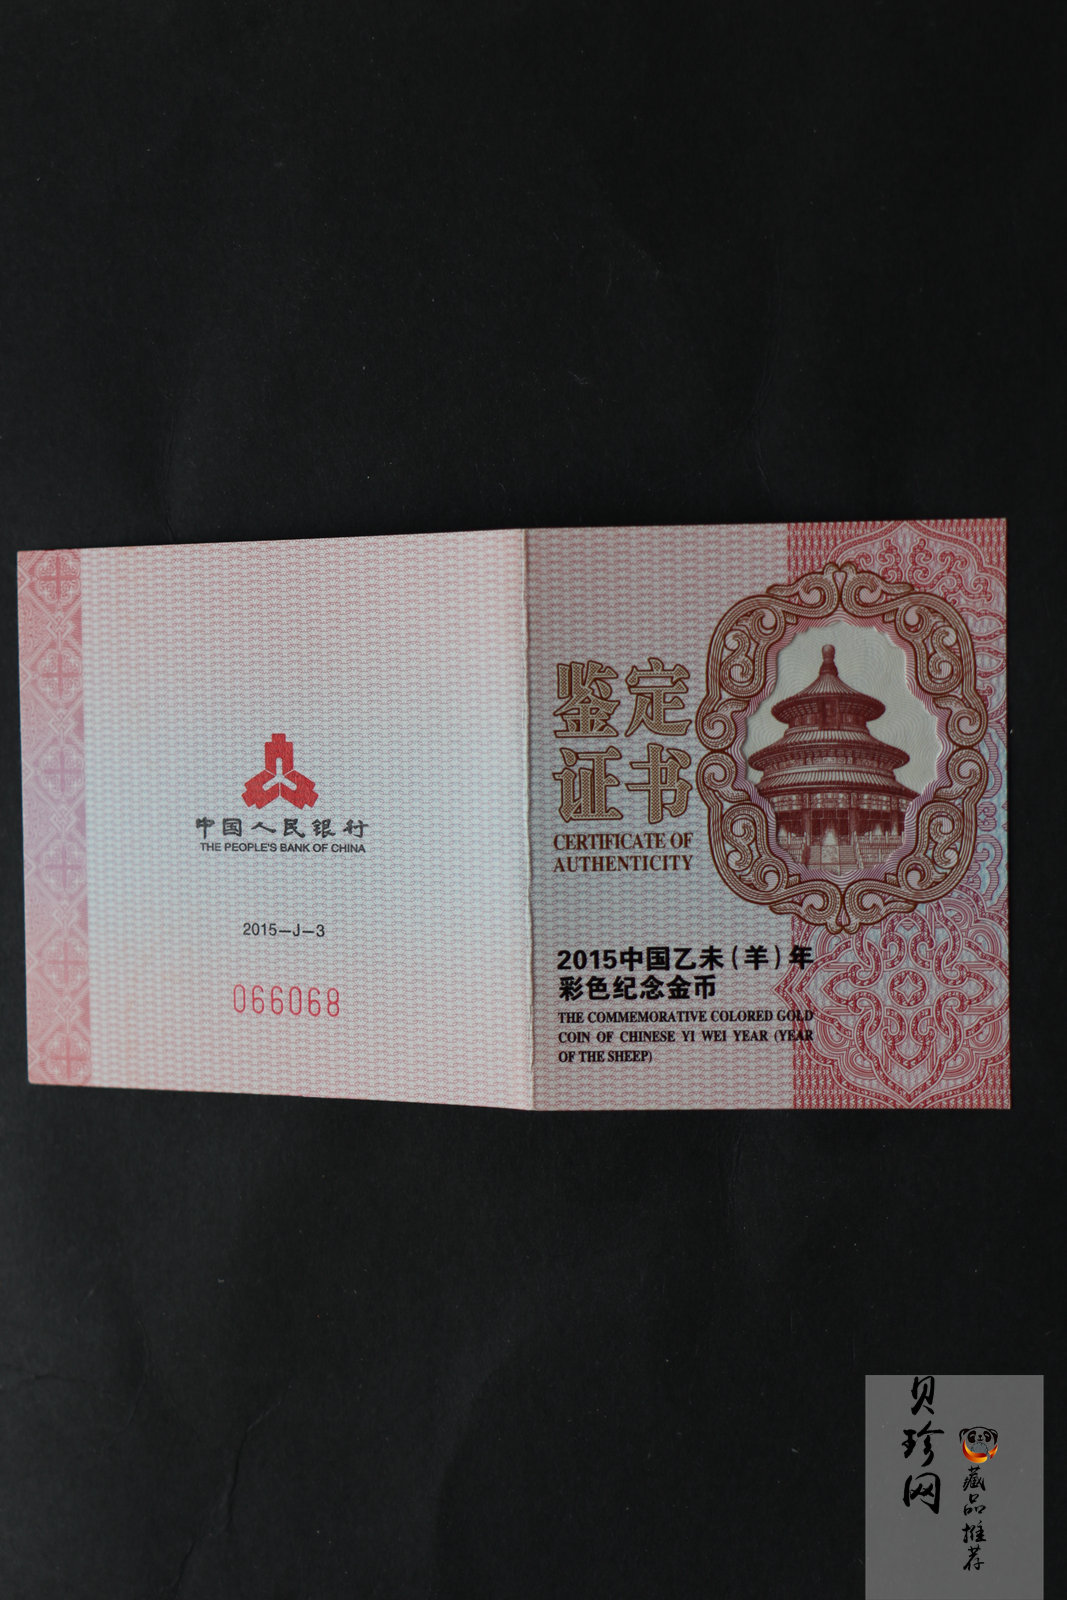 中国人民银行
THE PEOPLE'S BANK OF CHINA
2015—J—3
066068
鉴定
证书
CERTIFICATE OF
AUTHENTICITY
2015中国乙未(羊)年
彩色纪念金币
THE COMMEMORATIVE COLORED GOLD
COIN OF CHINESE YI WEI YEAR (YEAR
OF THE SHEEP)
贝珍网
藏品推荐